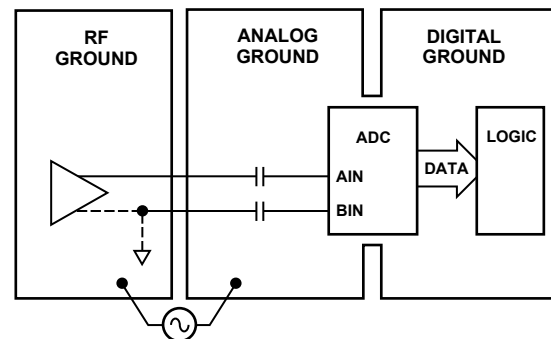 RF
GROUND
ANALOG
GROUND
DIGITAL
GROUND
ADC
LOGIC
AIN
DATA
BIN